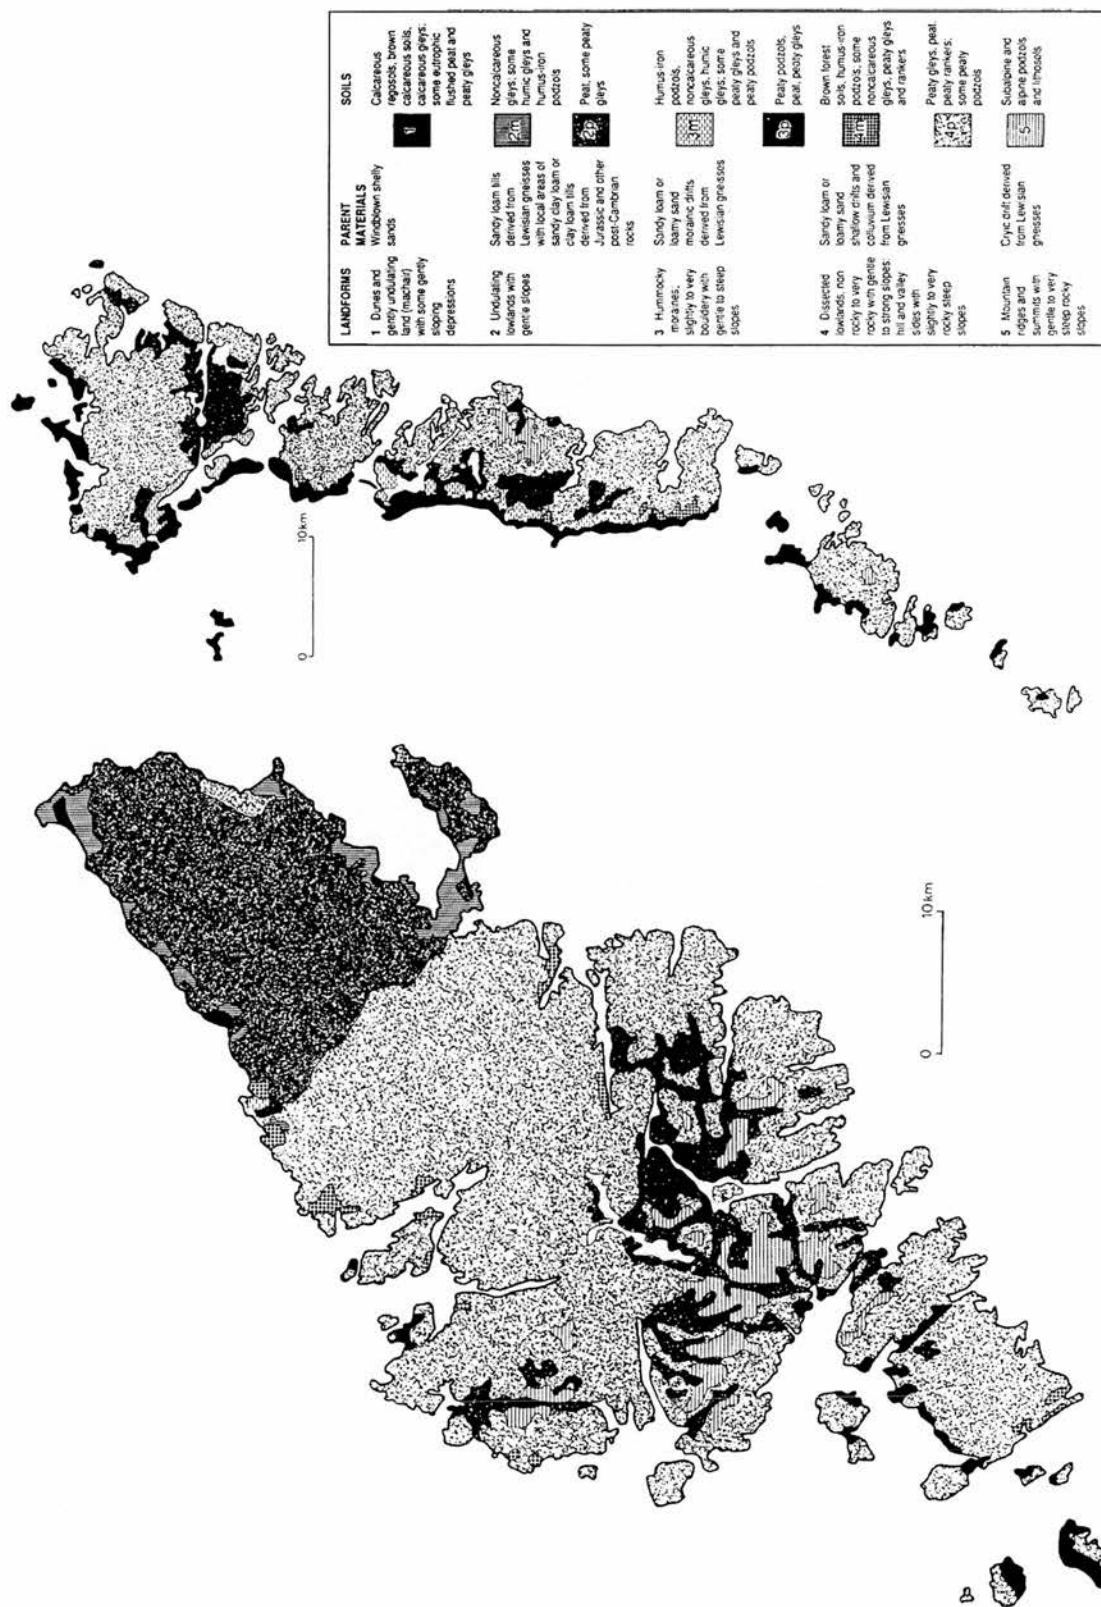 LANDFORMS
PARENT
MATERIALS
SOILS
1 Dunes and
gently undulating
land (machair)
with some gently
sloping
depressions
Windblown shelly
sands
1
Calcareous
regosols, brown
calcareous soils,
calcareous gleys;
some eutrophic
flushed peat and
peaty gleys
2 Undulating
lowlands with
gentle slopes
Sandy loam tills
derived from
Lewisian gneisses
with local areas of
sandy clay loam or
clay loam tills
derived from
Jurassic and other
post-Cambrian
rocks
2m
Noncalcareous
gleys; some
humic gleys and
humus-iron
podzols
2p
Peat, some peaty
gleys
3 Hummocky
moraines;
slightly to very
bouldery with
gentle to steep
slopes
Sandy loam or
loamy sand
morainic drifts
derived from
Lewisian gneisses
3m
Humus-iron
podzols,
noncalcareous
gleys, humic
gleys; some
peaty gleys and
peaty podzols
3p
Peaty podzols,
peat, peaty gleys
4 Dissected
lowlands, non
rocky to very
rocky with gentle
to strong slopes:
hill and valley
sides with
slightly to very
rocky steep
slopes
Sandy loam or
loamy sand
shallow drifts and
colluvium derived
from Lewisian
gneisses
4m
Brown forest
soils, humus-iron
podzols; some
noncalcareous
gleys, peaty gleys
and rankers
4p
Peaty gleys, peat,
peaty rankers;
some peaty
podzols
5 Mountain
ridges and
summits with
gentle to very
steep rocky
slopes
Cryic drift derived
from Lewisian
gneisses
5
Subalpine and
alpine podzols
and lithosols
0 10km
0 10km